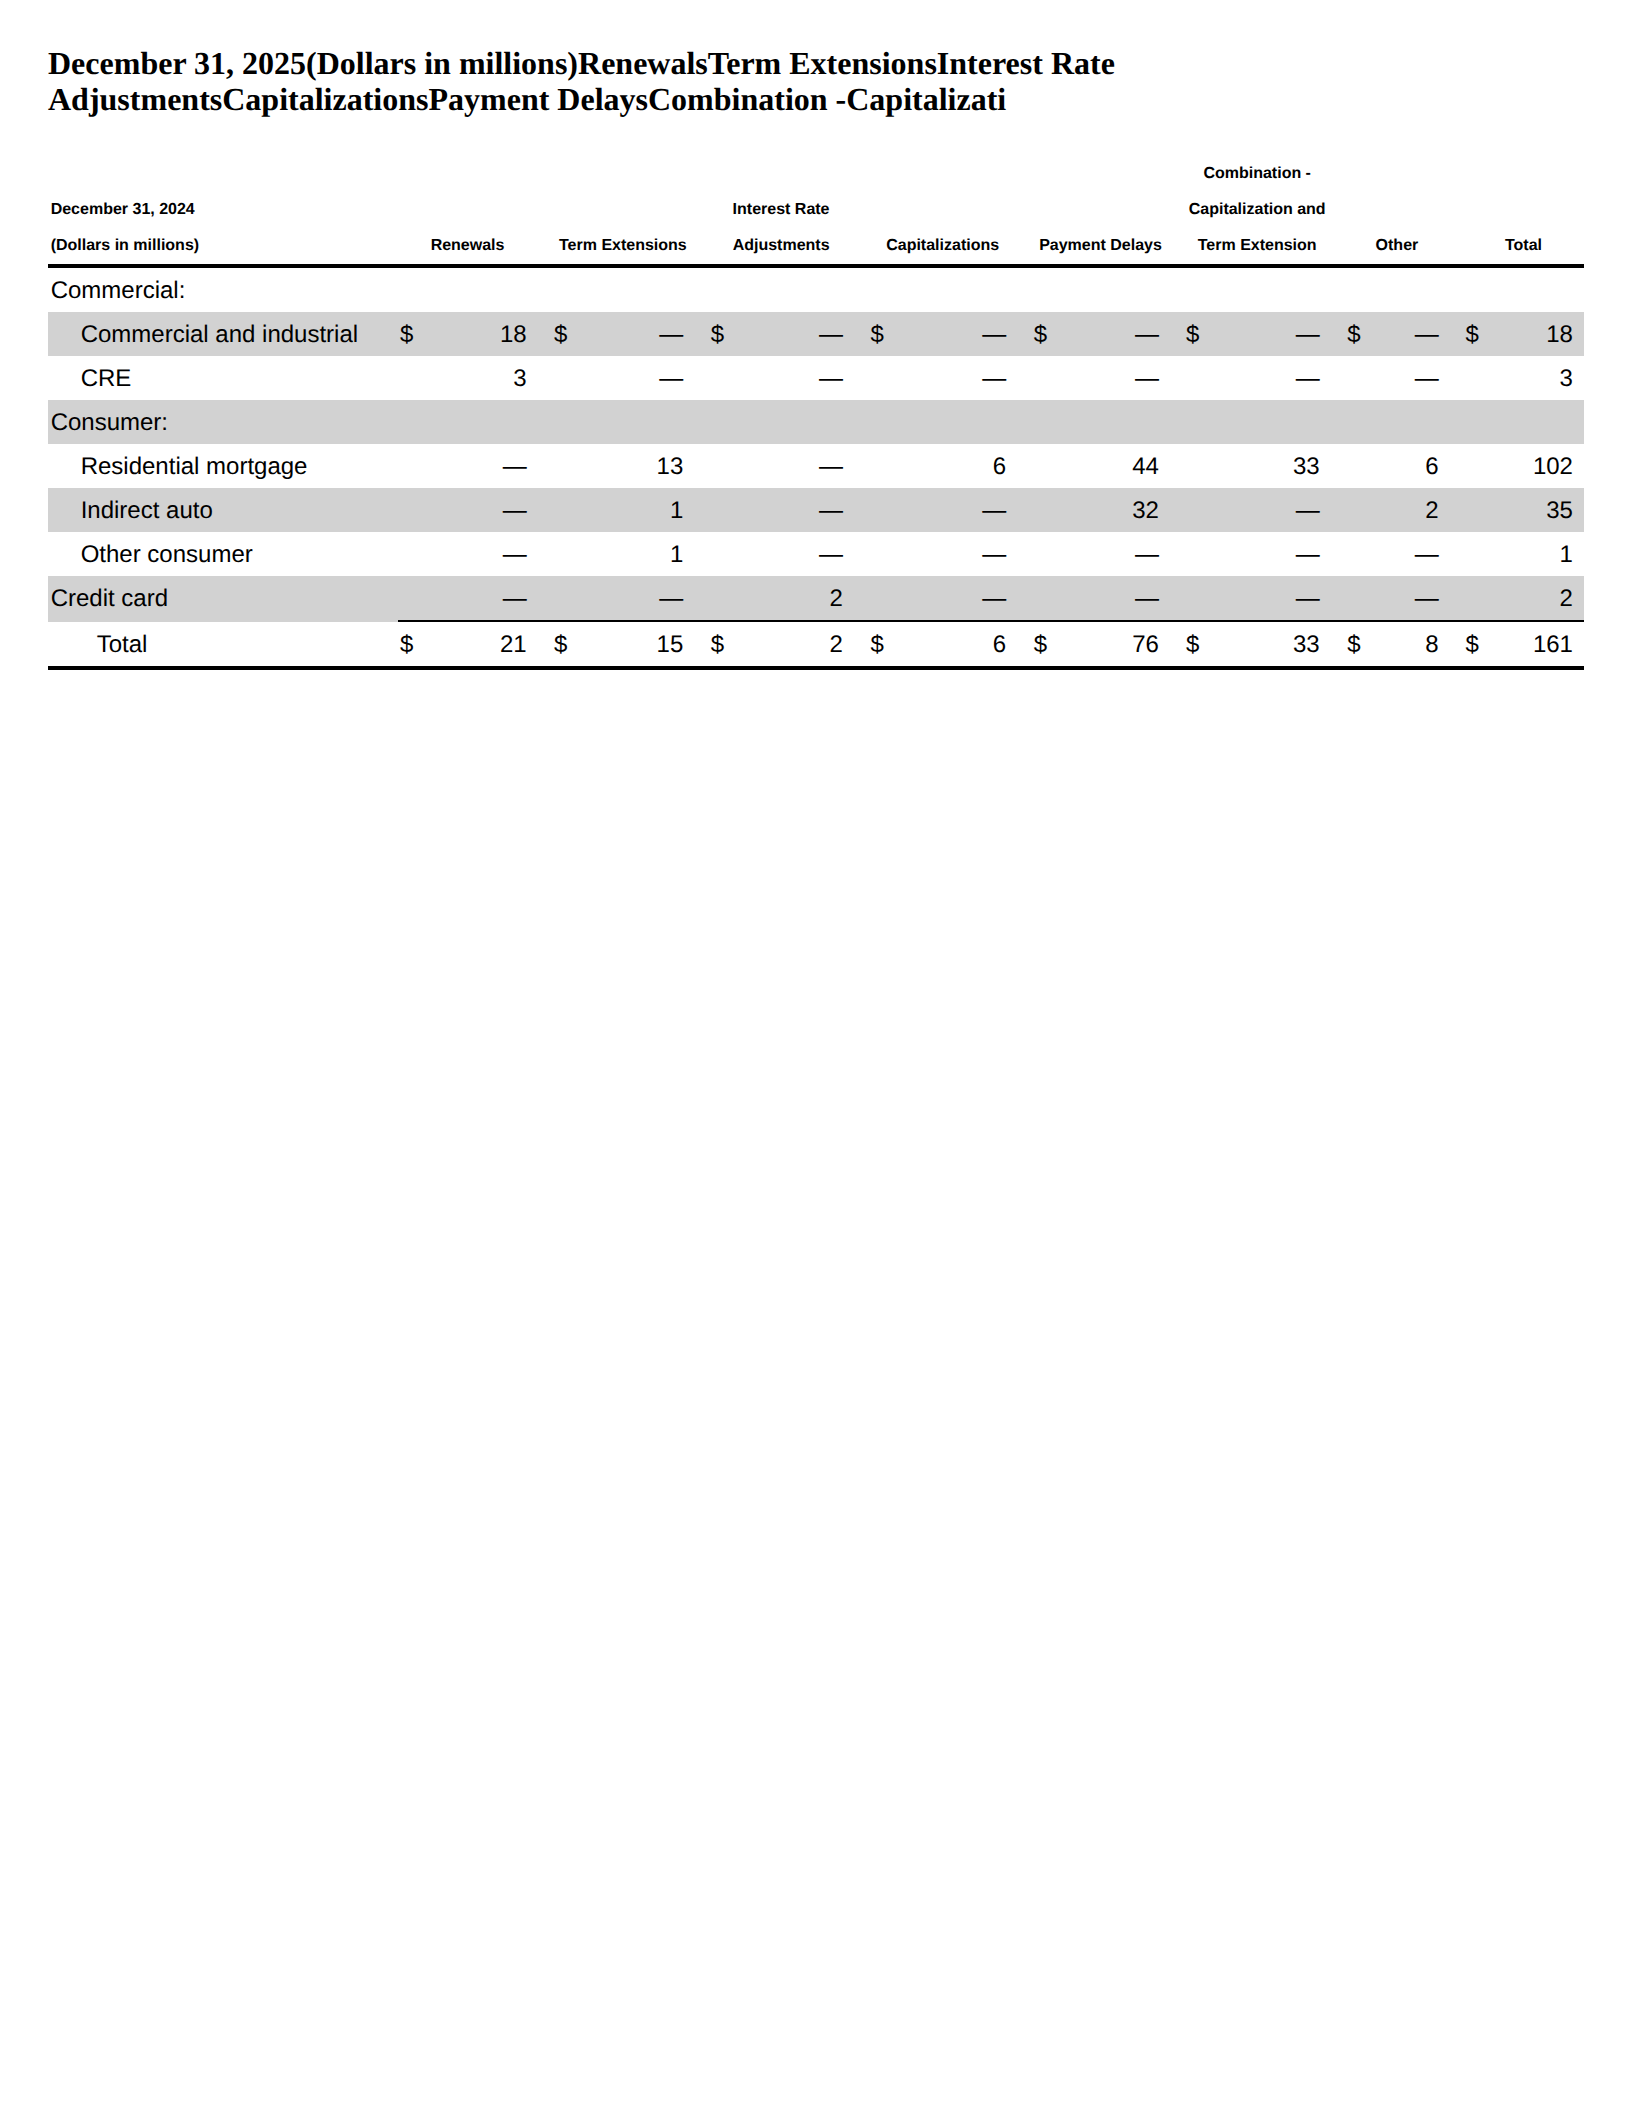 December 31, 2025(Dollars in millions)RenewalsTerm ExtensionsInterest Rate
AdjustmentsCapitalizationsPayment DelaysCombination -Capitalizati
Combination -
December 31, 2024 Interest Rate Capitalization and
(Dollars in millions) Renewals Term Extensions Adjustments Capitalizations Payment Delays Term Extension Other Total
Commercial:
Commercial and industrial $ 18 $ — $ — $ — $ — $ — $ — $ 18
CRE 3 — — — — — — 3
Consumer:
Residential mortgage — 13 — 6 44 33 6 102
Indirect auto — 1 — — 32 — 2 35
Other consumer — 1 — — — — — 1
Credit card — — 2 — — — — 2
Total $ 21 $ 15 $ 2 $ 6 $ 76 $ 33 $ 8 $ 161